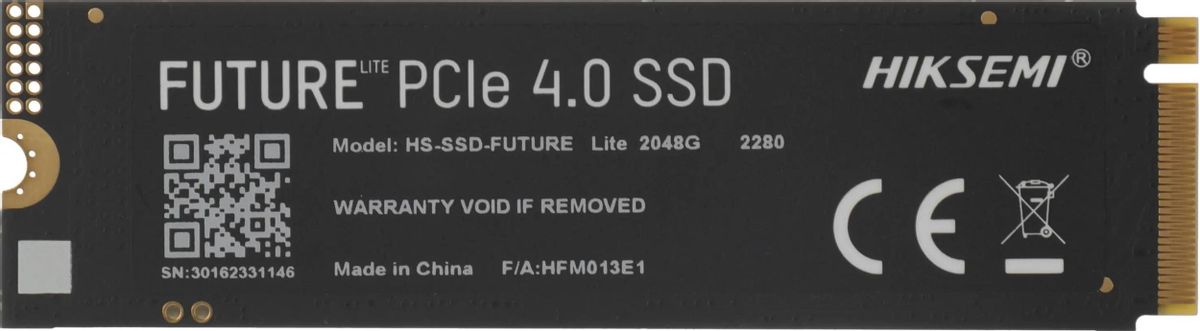 FUTURE LITE PCIe 4.0 SSD
HIKSEMI®
Model: HS-SSD-FUTURE Lite 2048G 2280
WARRANTY VOID IF REMOVED
SN:30162331146
Made in China F/A:HFM013E1
CE